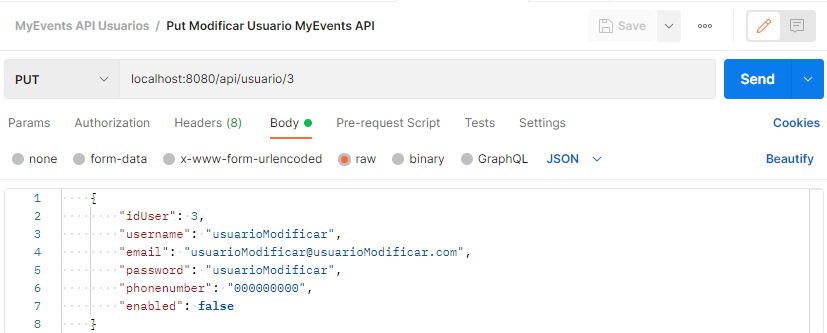 MyEvents API Usuarios / Put Modificar Usuario MyEvents API Save
PUT localhost:8080/api/usuario/3 Send
Params Authorization Headers (8) Body Pre-request Script Tests Settings Cookies
none form-data x-www-form-urlencoded raw binary GraphQL JSON Beautify
1 {
2 "idUser": 3,
3 "username": "usuarioModificar",
4 "email": "usuarioModificar@usuarioModificar.com",
5 "password": "usuarioModificar",
6 "phonenumber": "000000000",
7 "enabled": false
8 }